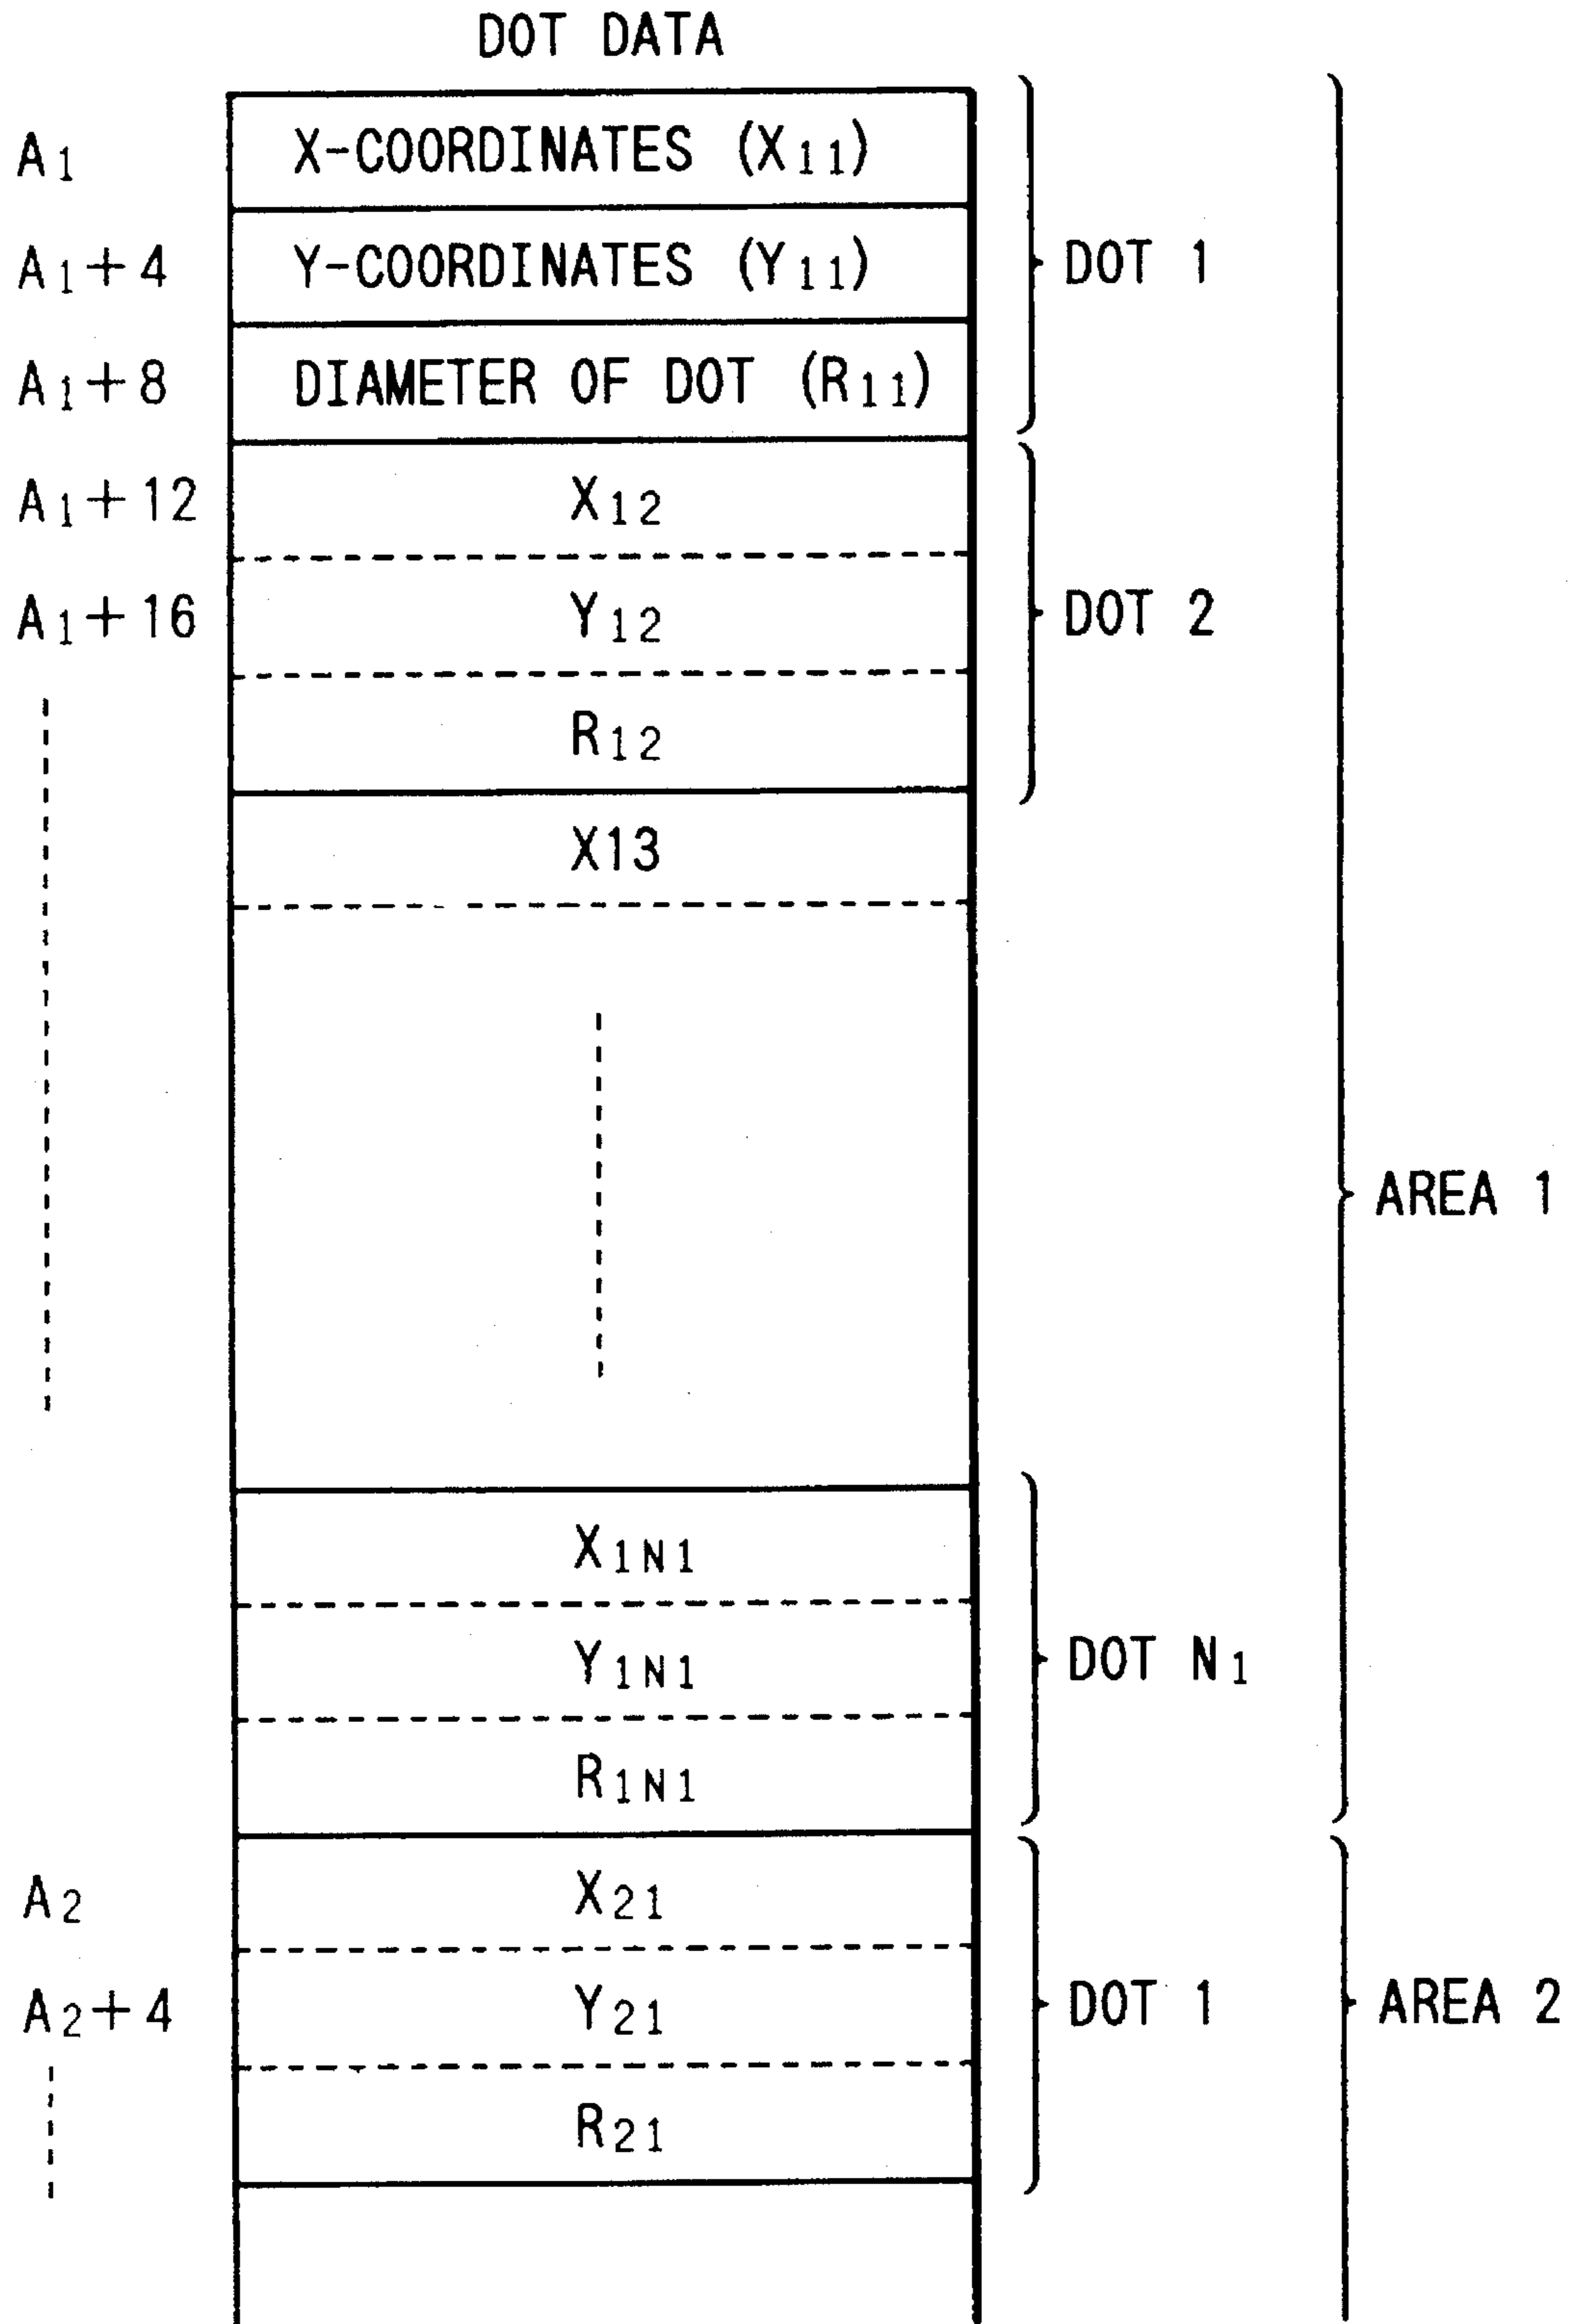 DOT DATA
A1 X-COORDINATES (X11)
A1+4 Y-COORDINATES (Y11) DOT 1
A1+8 DIAMETER OF DOT (R11)
A1+12 X12
A1+16 Y12 DOT 2
R12
X13
AREA 1
X1N1
Y1N1 DOT N1
R1N1
A2 X21
A2+4 Y21 DOT 1 AREA 2
R21